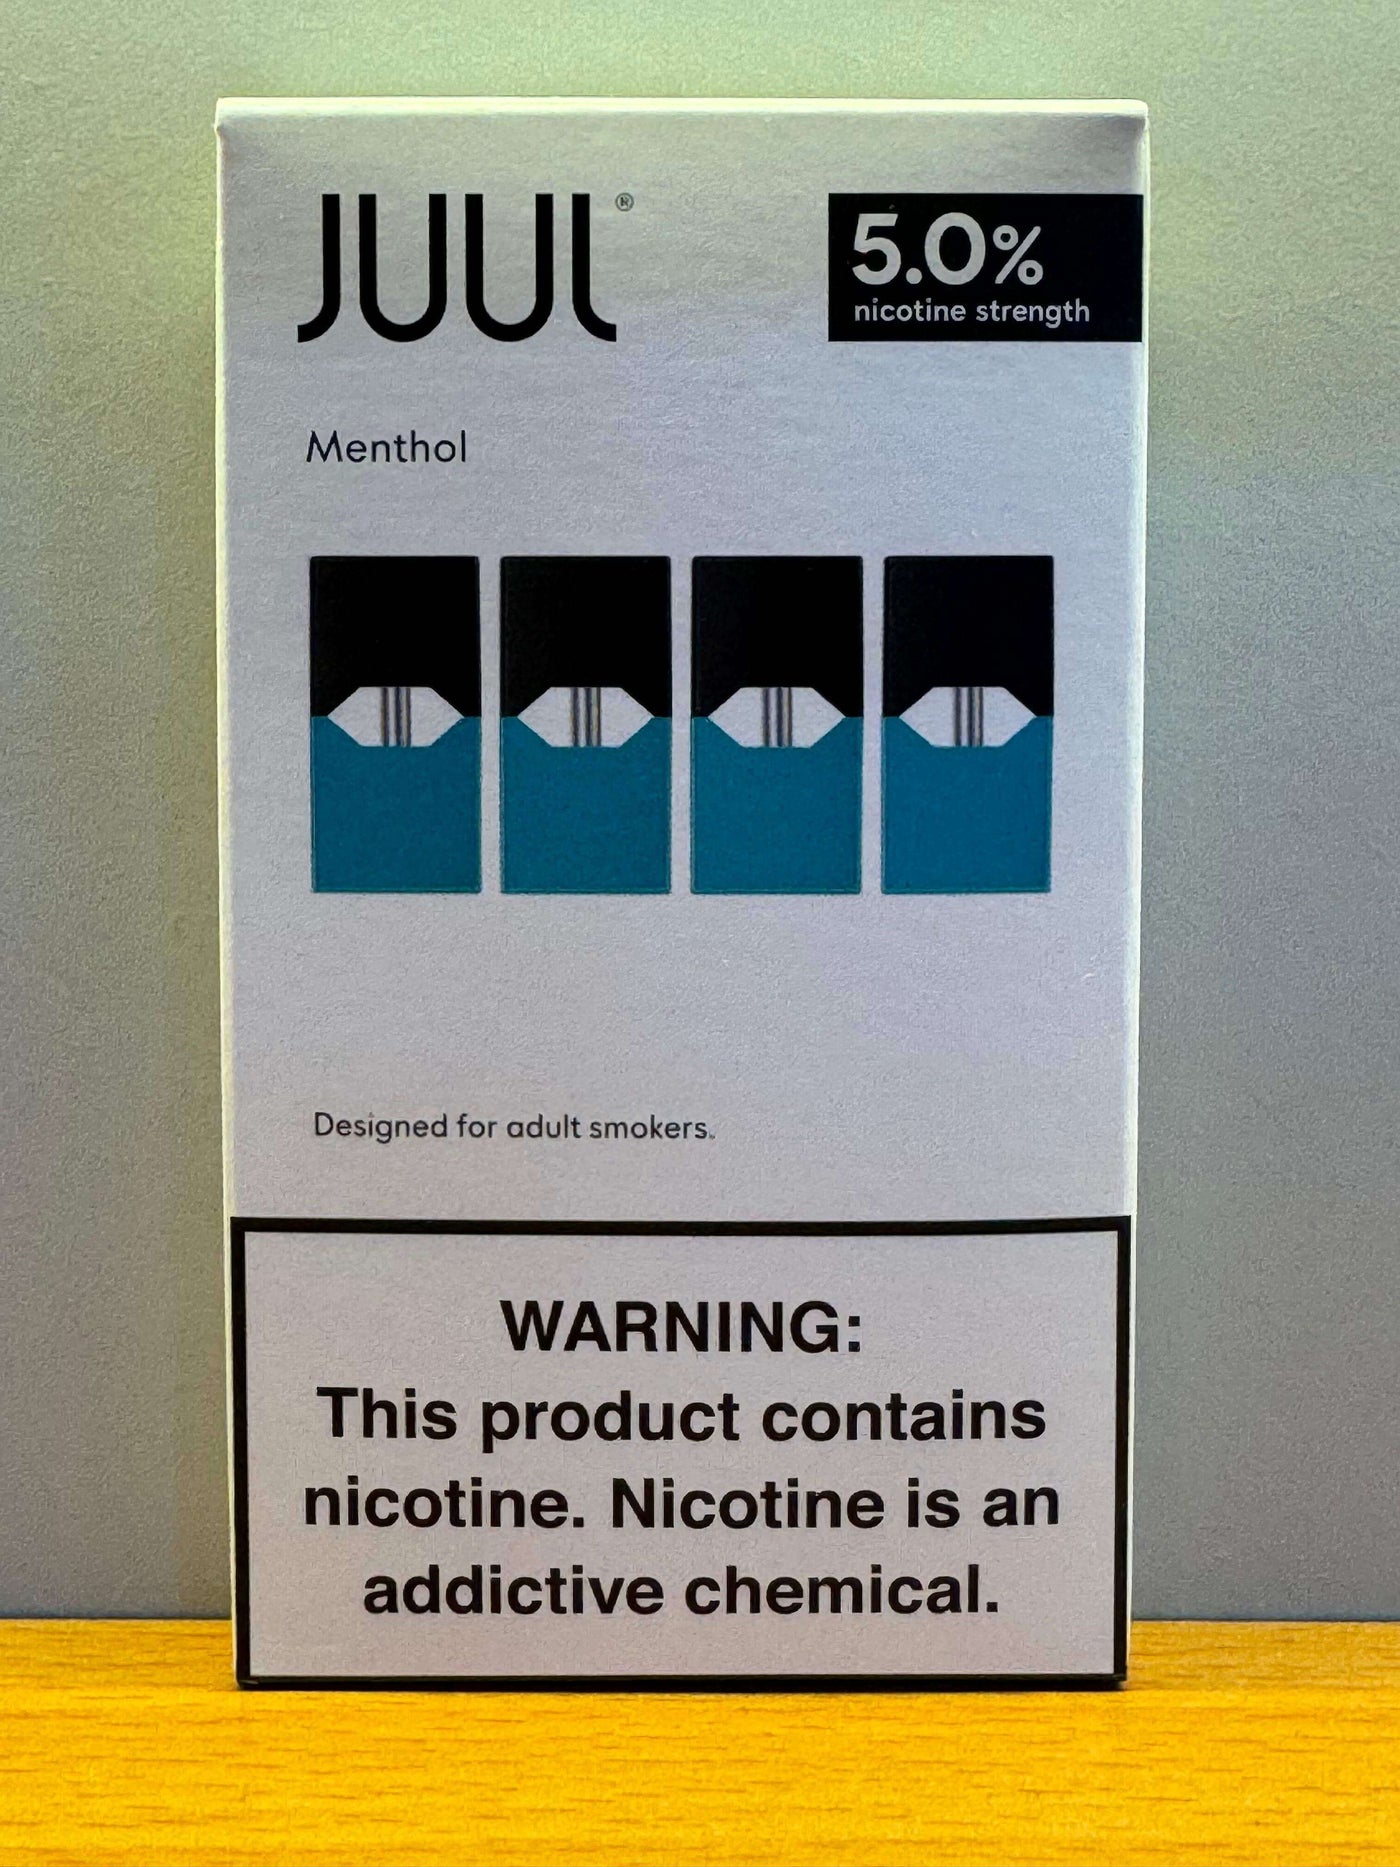 JUUL®
5.0%
nicotine strength
Menthol
Designed for adult smokers.
WARNING:
This product contains
nicotine. Nicotine is an
addictive chemical.